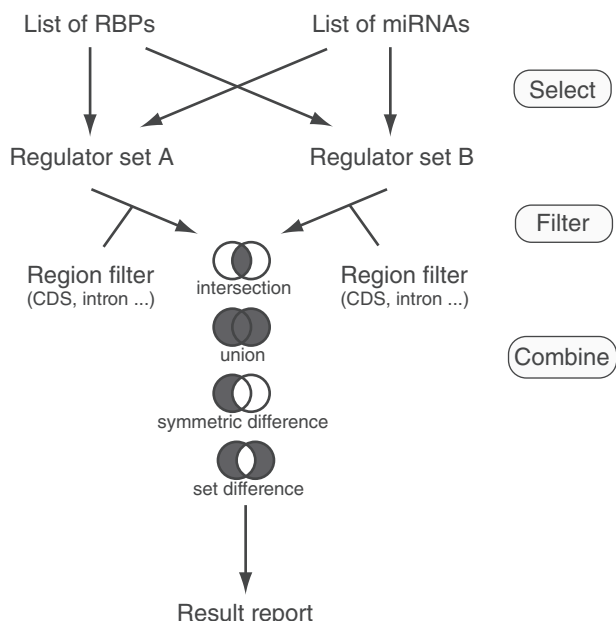 List of RBPs
List of miRNAs
Select
Regulator set A
Regulator set B
Filter
Region filter
(CDS, intron ...)
Region filter
(CDS, intron ...)
intersection
union
Combine
symmetric difference
set difference
Result report